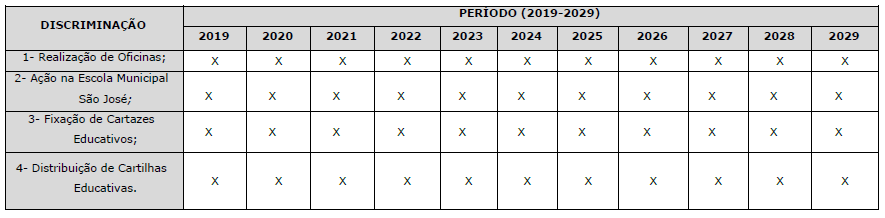 DISCRIMINAÇÃO
PERÍODO (2019-2029)
2019 2020 2021 2022 2023 2024 2025 2026 2027 2028 2029
1- Realização de Oficinas; X X X X X X X X X X X
2- Ação na Escola Municipal
São José; X X X X X X X X X X X
3- Fixação de Cartazes
Educativos; X X X X X X X X X X X
4- Distribuição de Cartilhas
Educativas. X X X X X X X X X X X